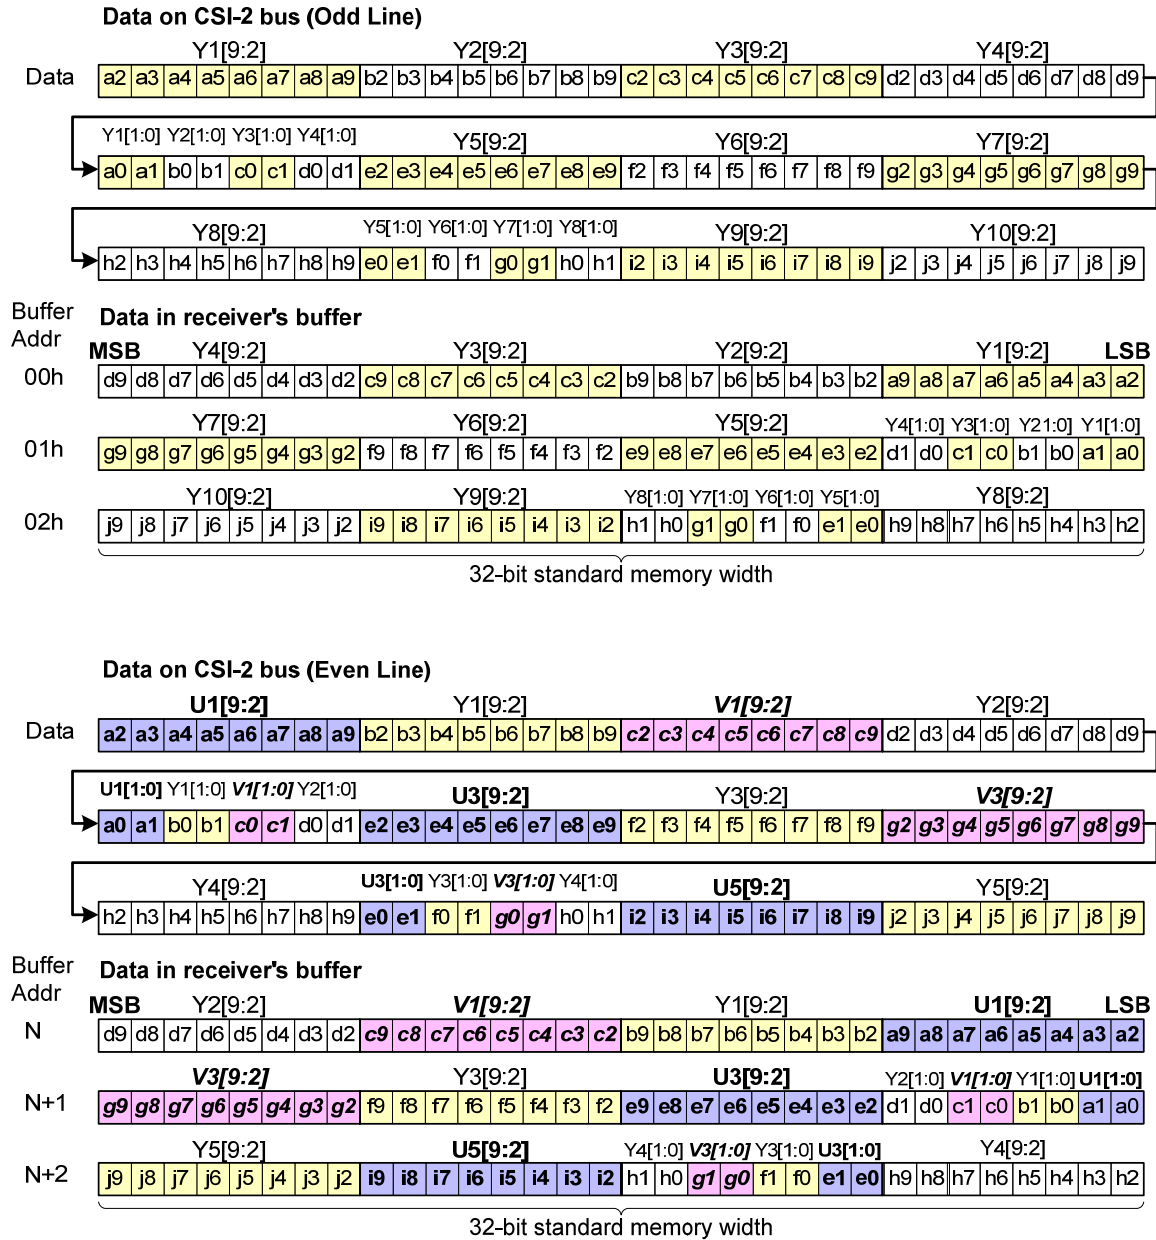 Data on CSI-2 bus (Odd Line)
Y1[9:2] Y2[9:2] Y3[9:2] Y4[9:2]
Data a2 a3 a4 a5 a6 a7 a8 a9 b2 b3 b4 b5 b6 b7 b8 b9 c2 c3 c4 c5 c6 c7 c8 c9 d2 d3 d4 d5 d6 d7 d8 d9
Y1[1:0] Y2[1:0] Y3[1:0] Y4[1:0] Y5[9:2] Y6[9:2] Y7[9:2]
a0 a1 b0 b1 c0 c1 d0 d1 e2 e3 e4 e5 e6 e7 e8 e9 f2 f3 f4 f5 f6 f7 f8 f9 g2 g3 g4 g5 g6 g7 g8 g9
Y8[9:2] Y5[1:0] Y6[1:0] Y7[1:0] Y8[1:0] Y9[9:2] Y10[9:2]
h2 h3 h4 h5 h6 h7 h8 h9 e0 e1 f0 f1 g0 g1 h0 h1 i2 i3 i4 i5 i6 i7 i8 i9 j2 j3 j4 j5 j6 j7 j8 j9
Buffer
Addr
Data in receiver's buffer
MSB Y4[9:2] Y3[9:2] Y2[9:2] Y1[9:2] LSB
00h d9 d8 d7 d6 d5 d4 d3 d2 c9 c8 c7 c6 c5 c4 c3 c2 b9 b8 b7 b6 b5 b4 b3 b2 a9 a8 a7 a6 a5 a4 a3 a2
Y7[9:2] Y6[9:2] Y5[9:2] Y4[1:0] Y3[1:0] Y21:0] Y1[1:0]
01h g9 g8 g7 g6 g5 g4 g3 g2 f9 f8 f7 f6 f5 f4 f3 f2 e9 e8 e7 e6 e5 e4 e3 e2 d1 d0 c1 c0 b1 b0 a1 a0
Y10[9:2] Y9[9:2] Y8[1:0] Y7[1:0] Y6[1:0] Y5[1:0] Y8[9:2]
02h j9 j8 j7 j6 j5 j4 j3 j2 i9 i8 i7 i6 i5 i4 i3 i2 h1 h0 g1 g0 f1 f0 e1 e0 h9 h8 h7 h6 h5 h4 h3 h2
32-bit standard memory width
Data on CSI-2 bus (Even Line)
U1[9:2] Y1[9:2] V1[9:2] Y2[9:2]
Data a2 a3 a4 a5 a6 a7 a8 a9 b2 b3 b4 b5 b6 b7 b8 b9 c2 c3 c4 c5 c6 c7 c8 c9 d2 d3 d4 d5 d6 d7 d8 d9
U1[1:0] Y1[1:0] V1[1:0] Y2[1:0] U3[9:2] Y3[9:2] V3[9:2]
a0 a1 b0 b1 c0 c1 d0 d1 e2 e3 e4 e5 e6 e7 e8 e9 f2 f3 f4 f5 f6 f7 f8 f9 g2 g3 g4 g5 g6 g7 g8 g9
Y4[9:2] U3[1:0] Y3[1:0] V3[1:0] Y4[1:0] U5[9:2] Y5[9:2]
h2 h3 h4 h5 h6 h7 h8 h9 e0 e1 f0 f1 g0 g1 h0 h1 i2 i3 i4 i5 i6 i7 i8 i9 j2 j3 j4 j5 j6 j7 j8 j9
Buffer
Addr
Data in receiver's buffer
MSB Y2[9:2] V1[9:2] Y1[9:2] U1[9:2] LSB
N d9 d8 d7 d6 d5 d4 d3 d2 c9 c8 c7 c6 c5 c4 c3 c2 b9 b8 b7 b6 b5 b4 b3 b2 a9 a8 a7 a6 a5 a4 a3 a2
V3[9:2] Y3[9:2] U3[9:2] Y2[1:0] V1[1:0] Y1[1:0] U1[1:0]
N+1 g9 g8 g7 g6 g5 g4 g3 g2 f9 f8 f7 f6 f5 f4 f3 f2 e9 e8 e7 e6 e5 e4 e3 e2 d1 d0 c1 c0 b1 b0 a1 a0
Y5[9:2] U5[9:2] Y4[1:0] V3[1:0] Y3[1:0] U3[1:0] Y4[9:2]
N+2 j9 j8 j7 j6 j5 j4 j3 j2 i9 i8 i7 i6 i5 i4 i3 i2 h1 h0 g1 g0 f1 f0 e1 e0 h9 h8 h7 h6 h5 h4 h3 h2
32-bit standard memory width